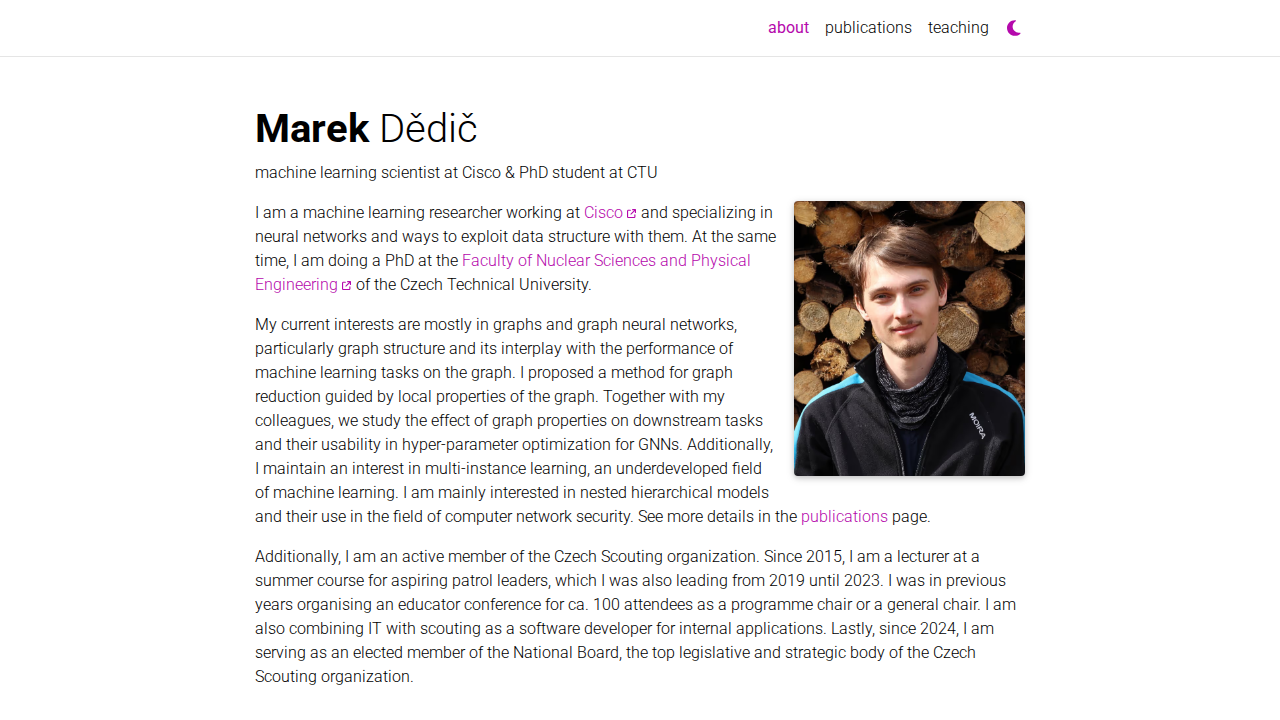 about publications teaching
Marek Dědič
machine learning scientist at Cisco & PhD student at CTU
I am a machine learning researcher working at Cisco and specializing in
neural networks and ways to exploit data structure with them. At the same
time, I am doing a PhD at the Faculty of Nuclear Sciences and Physical
Engineering of the Czech Technical University.
My current interests are mostly in graphs and graph neural networks,
particularly graph structure and its interplay with the performance of
machine learning tasks on the graph. I proposed a method for graph
reduction guided by local properties of the graph. Together with my
colleagues, we study the effect of graph properties on downstream tasks
and their usability in hyper-parameter optimization for GNNs. Additionally,
I maintain an interest in multi-instance learning, an underdeveloped field
of machine learning. I am mainly interested in nested hierarchical models
and their use in the field of computer network security. See more details in the publications page.
MOIRA
Additionally, I am an active member of the Czech Scouting organization. Since 2015, I am a lecturer at a
summer course for aspiring patrol leaders, which I was also leading from 2019 until 2023. I was in previous
years organising an educator conference for ca. 100 attendees as a programme chair or a general chair. I am
also combining IT with scouting as a software developer for internal applications. Lastly, since 2024, I am
serving as an elected member of the National Board, the top legislative and strategic body of the Czech
Scouting organization.